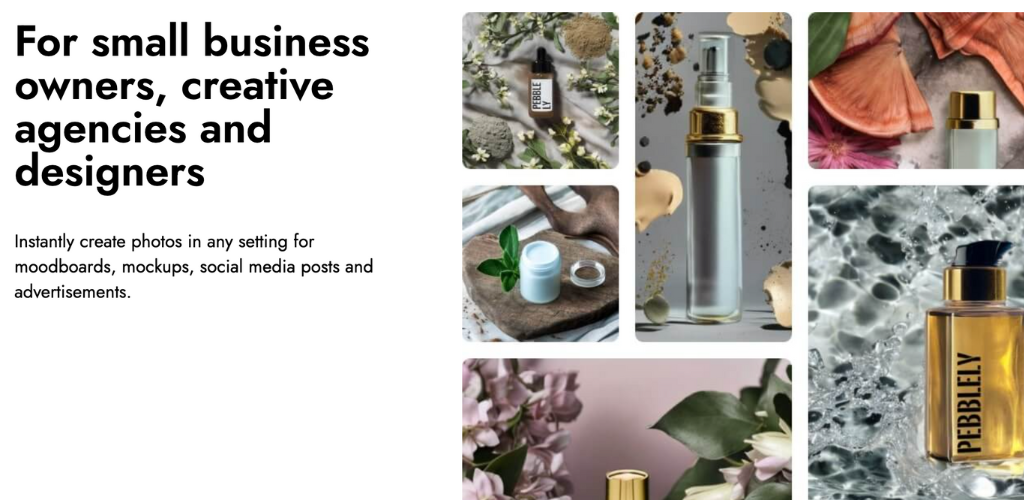 For small business
owners, creative
agencies and
designers
Instantly create photos in any setting for
moodboards, mockups, social media posts and
advertisements.
PEBBLE
LY
PEBBLELY